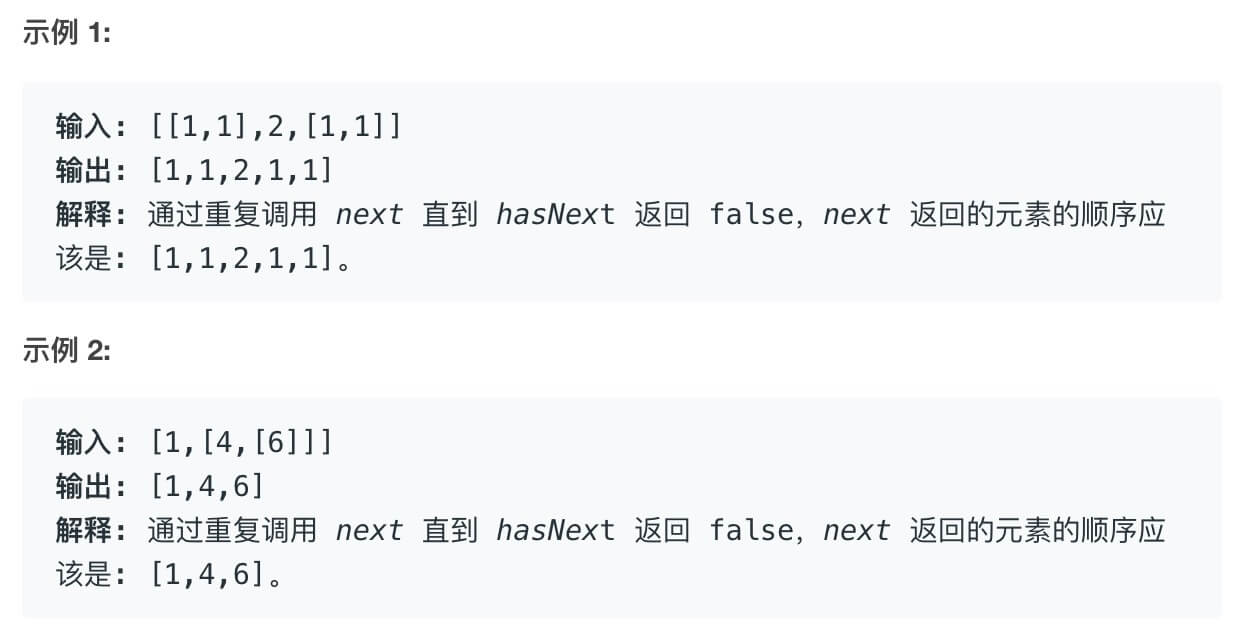 示例 1:
输入: [[1,1],2,[1,1]]
输出: [1,1,2,1,1]
解释: 通过重复调用 next 直到 hasNext 返回 false，next 返回的元素的顺序应
该是: [1,1,2,1,1]。
示例 2:
输入: [1,[4,[6]]]
输出: [1,4,6]
解释: 通过重复调用 next 直到 hasNext 返回 false，next 返回的元素的顺序应
该是: [1,4,6]。